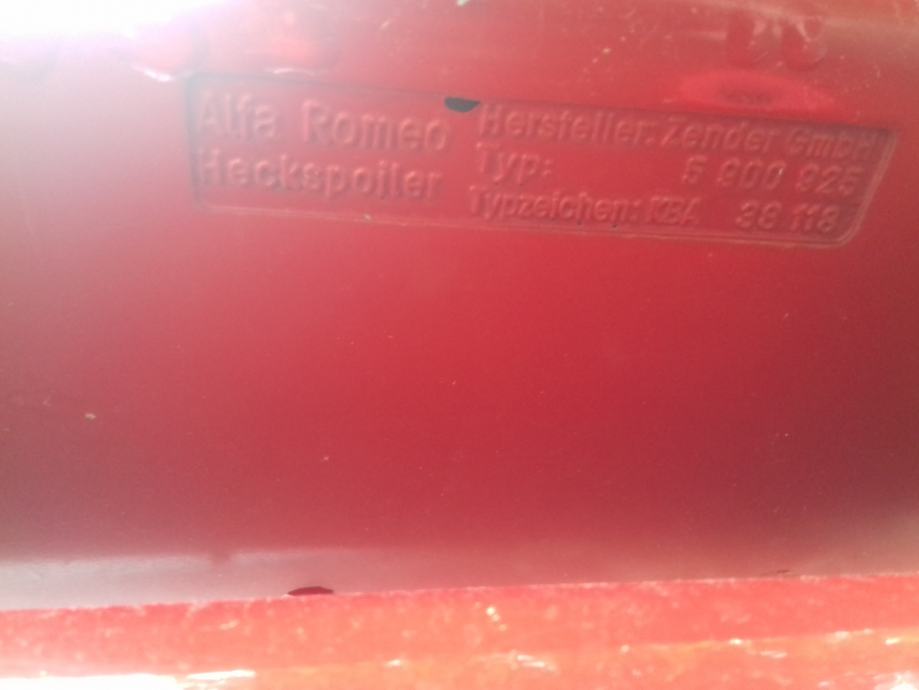 Alfa Romeo
Heckspoiler
Hersteller: Zender GmbH
Typ: 5 900 925
Typzeichen: KBA 38 118